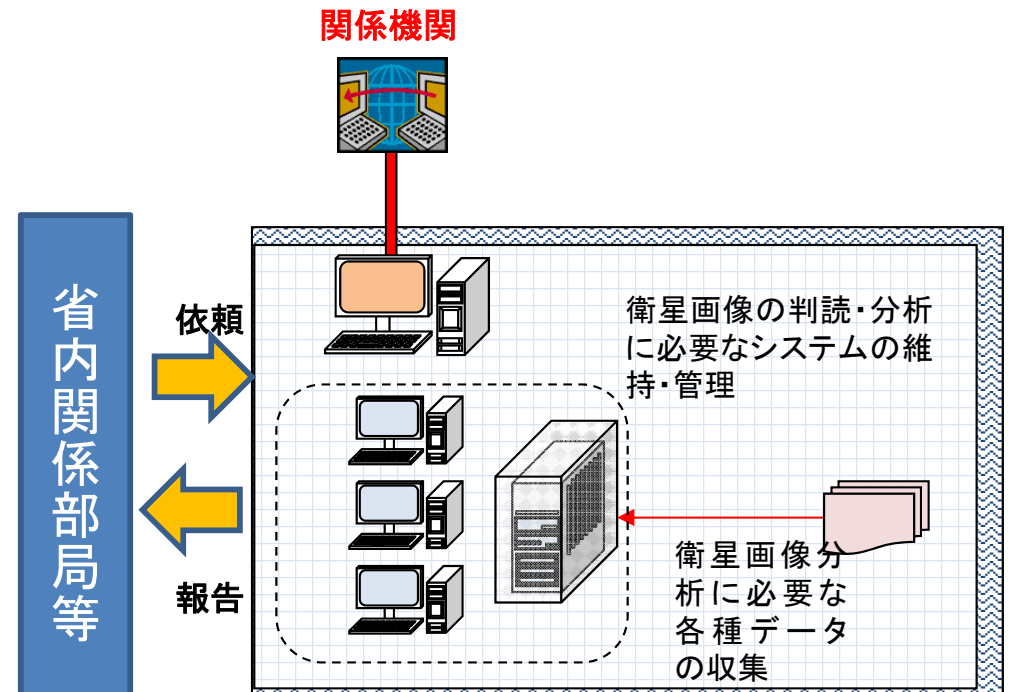 関係機関
省内関係部局等
依頼
報告
衛星画像の判読・分析
に必要なシステムの維
持・管理
衛星画像分
析に必要な
各種データ
の収集